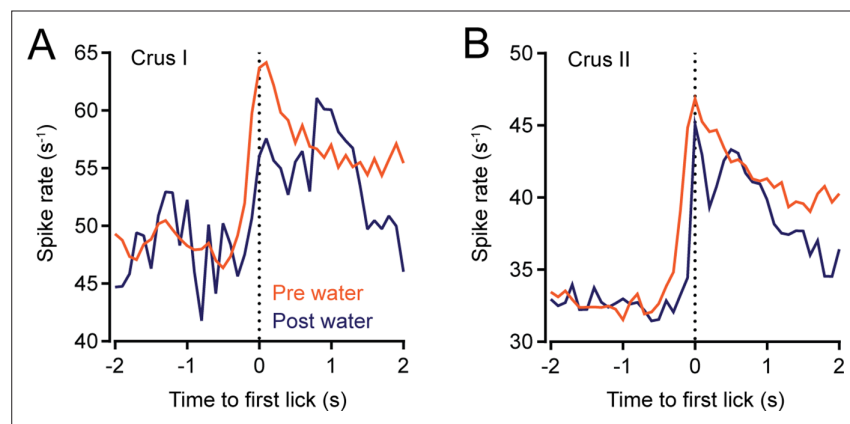 A
Crus I
65
60
55
50
45
40
Spike rate (s⁻¹)
Pre water
Post water
-2 -1 0 1 2
Time to first lick (s)
B
Crus II
50
45
40
35
30
Spike rate (s⁻¹)
-2 -1 0 1 2
Time to first lick (s)